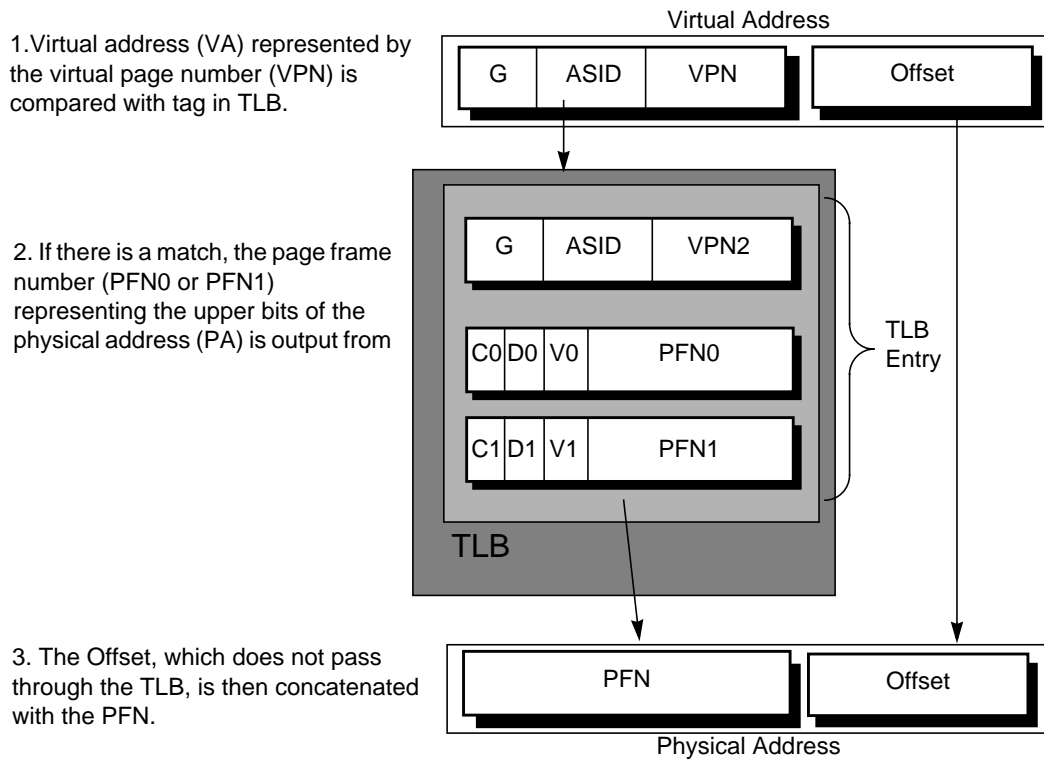 Virtual Address
1.Virtual address (VA) represented by
the virtual page number (VPN) is
compared with tag in TLB.
G ASID VPN Offset
2. If there is a match, the page frame
number (PFN0 or PFN1)
representing the upper bits of the
physical address (PA) is output from
G ASID VPN2
C0 D0 V0 PFN0
C1 D1 V1 PFN1
TLB
Entry
TLB
3. The Offset, which does not pass
through the TLB, is then concatenated
with the PFN.
PFN Offset
Physical Address